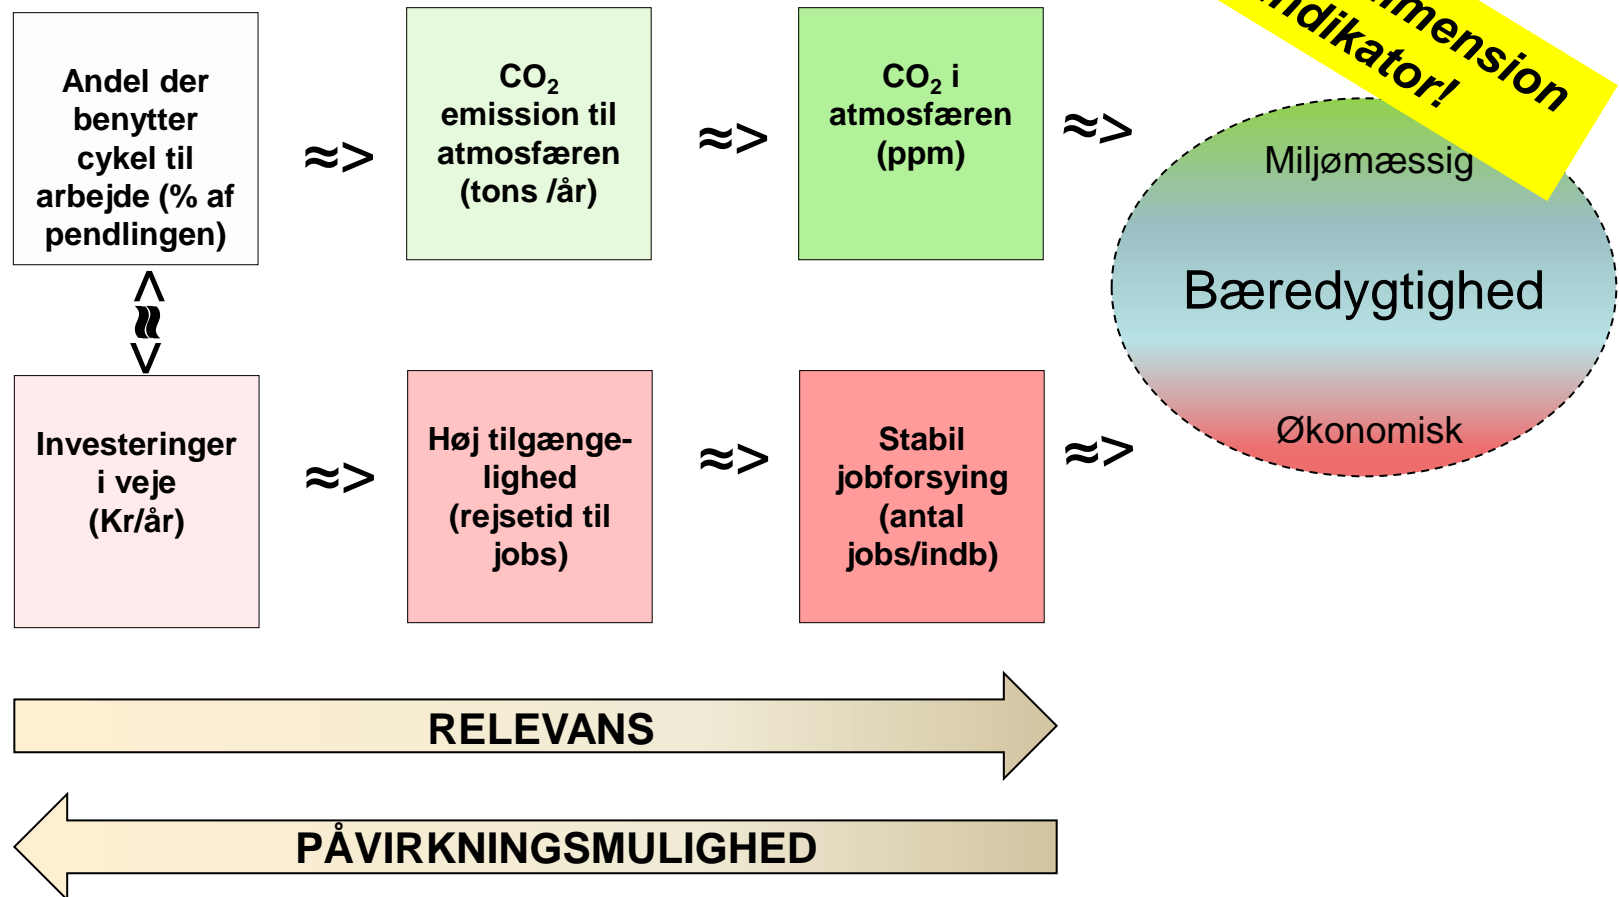 Andel der
benytter
cykel til
arbejde (% af
pendlingen)
≈>
CO₂
emission til
atmosfæren
(tons /år)
≈>
CO₂ i
atmosfæren
(ppm)
≈>
indikator!
Miljømæssig
Bæredygtighed
Økonomisk
<≈>
Investeringer
i veje
(Kr/år)
≈>
Høj tilgænge-
lighed
(rejsetid til
jobs)
≈>
Stabil
jobforsying
(antal
jobs/indb)
≈>
RELEVANS
PÅVIRKNINGSMULIGHED